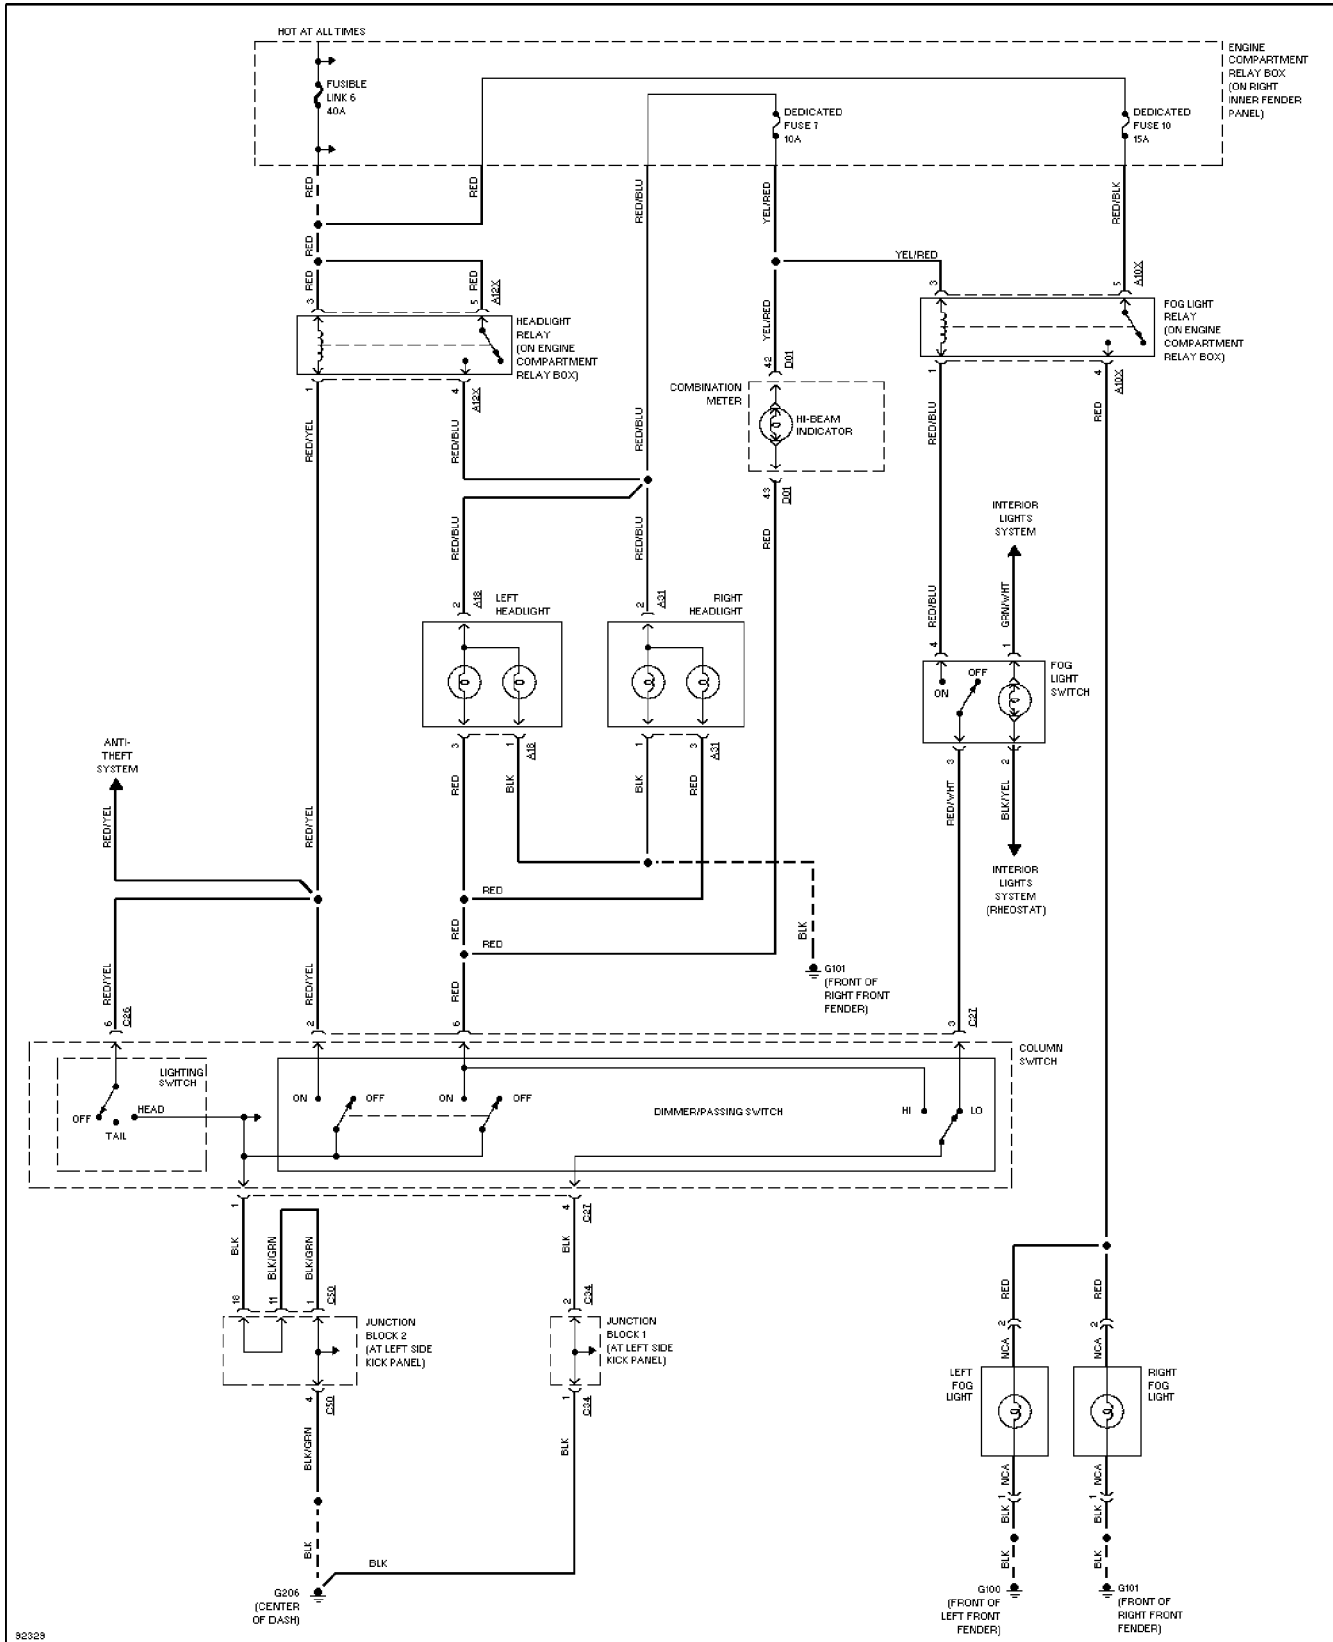 HOT AT ALL TIMES
FUSIBLE
LINK 6
40A
DEDICATED
FUSE 7
10A
DEDICATED
FUSE 10
15A
ENGINE
COMPARTMENT
RELAY BOX
(ON RIGHT
INNER FENDER
PANEL)
RED
RED
RED/BLU
YEL/RED
RED/BLK
RED
YEL/RED
RED
RED
3
5
A12X
YEL/RED
3
5
A10X
HEADLIGHT
RELAY
(ON ENGINE
COMPARTMENT
RELAY BOX)
FOG LIGHT
RELAY
(ON ENGINE
COMPARTMENT
RELAY BOX)
42
D01
1
4
A12X
1
4
A10X
COMBINATION
METER
HI-BEAM
INDICATOR
RED/YEL
RED/BLU
RED/BLU
RED/BLU
RED
43
D01
RED/BLU
RED/BLU
RED
INTERIOR
LIGHTS
SYSTEM
RED/BLU
GRN/WHT
2
A18
LEFT
HEADLIGHT
2
A31
RIGHT
HEADLIGHT
4
1
ON
OFF
FOG
LIGHT
SWITCH
3
1
A18
1
3
A31
3
2
RED
BLK
BLK
RED
RED/WHT
BLK/YEL
ANTI-
THEFT
SYSTEM
RED/YEL
RED/YEL
INTERIOR
LIGHTS
SYSTEM
(RHEOSTAT)
RED
RED
RED
BLK
G101
(FRONT OF
RIGHT FRONT
FENDER)
RED/YEL
RED/YEL
RED
6
C26
2
6
3
C27
COLUMN
SWITCH
LIGHTING
SWITCH
OFF
HEAD
TAIL
ON
OFF
ON
OFF
DIMMER/PASSING SWITCH
HI
LO
1
4
C27
BLK
BLK/GRN
BLK/GRN
BLK
18
11
1
C50
2
C34
JUNCTION
BLOCK 2
(AT LEFT SIDE
KICK PANEL)
JUNCTION
BLOCK 1
(AT LEFT SIDE
KICK PANEL)
4
C50
1
C34
BLK/GRN
BLK
BLK
BLK
G206
(CENTER
OF DASH)
RED
RED
2
2
NCA
NCA
LEFT
FOG
LIGHT
RIGHT
FOG
LIGHT
NCA
NCA
1
1
BLK
BLK
BLK
BLK
G100
(FRONT OF
LEFT FRONT
FENDER)
G101
(FRONT OF
RIGHT FRONT
FENDER)
92329